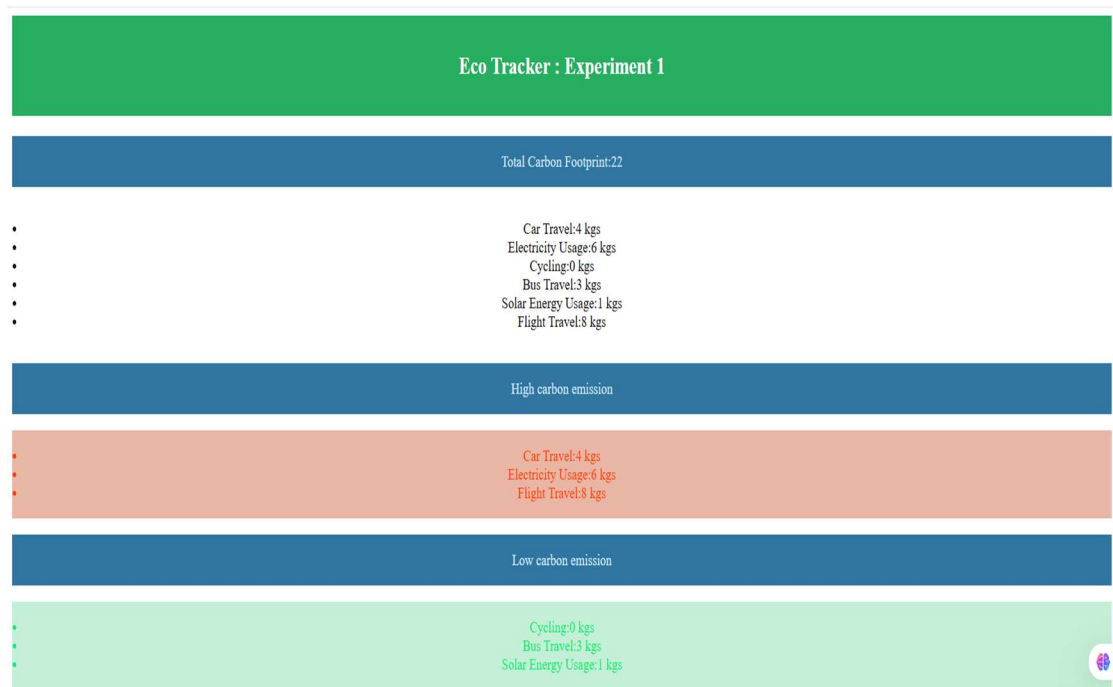 Eco Tracker : Experiment 1
Total Carbon Footprint:22
• Car Travel:4 kgs
• Electricity Usage:6 kgs
• Cycling:0 kgs
• Bus Travel:3 kgs
• Solar Energy Usage:1 kgs
• Flight Travel:8 kgs
High carbon emission
• Car Travel:4 kgs
• Electricity Usage:6 kgs
• Flight Travel:8 kgs
Low carbon emission
• Cycling:0 kgs
• Bus Travel:3 kgs
• Solar Energy Usage:1 kgs